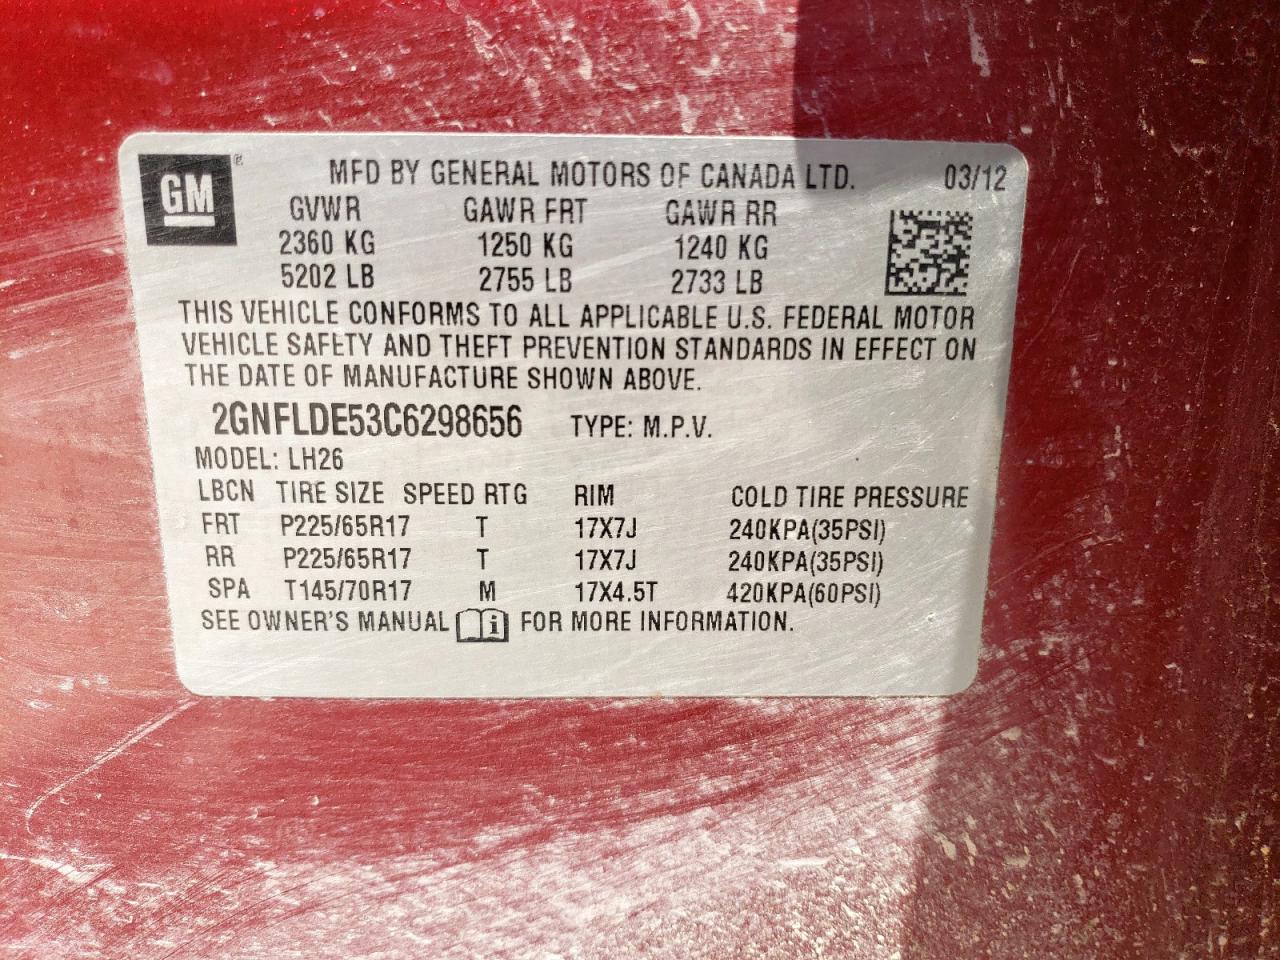 GM® MFD BY GENERAL MOTORS OF CANADA LTD. 03/12
GVWR GAWR FRT GAWR RR
2360 KG 1250 KG 1240 KG
5202 LB 2755 LB 2733 LB
THIS VEHICLE CONFORMS TO ALL APPLICABLE U.S. FEDERAL MOTOR
VEHICLE SAFETY AND THEFT PREVENTION STANDARDS IN EFFECT ON
THE DATE OF MANUFACTURE SHOWN ABOVE.
2GNFLDE53C6298656 TYPE: M.P.V.
MODEL: LH26
LBCN TIRE SIZE SPEED RTG RIM COLD TIRE PRESSURE
FRT P225/65R17 T 17X7J 240KPA(35PSI)
RR P225/65R17 T 17X7J 240KPA(35PSI)
SPA T145/70R17 M 17X4.5T 420KPA(60PSI)
SEE OWNER'S MANUAL i FOR MORE INFORMATION.